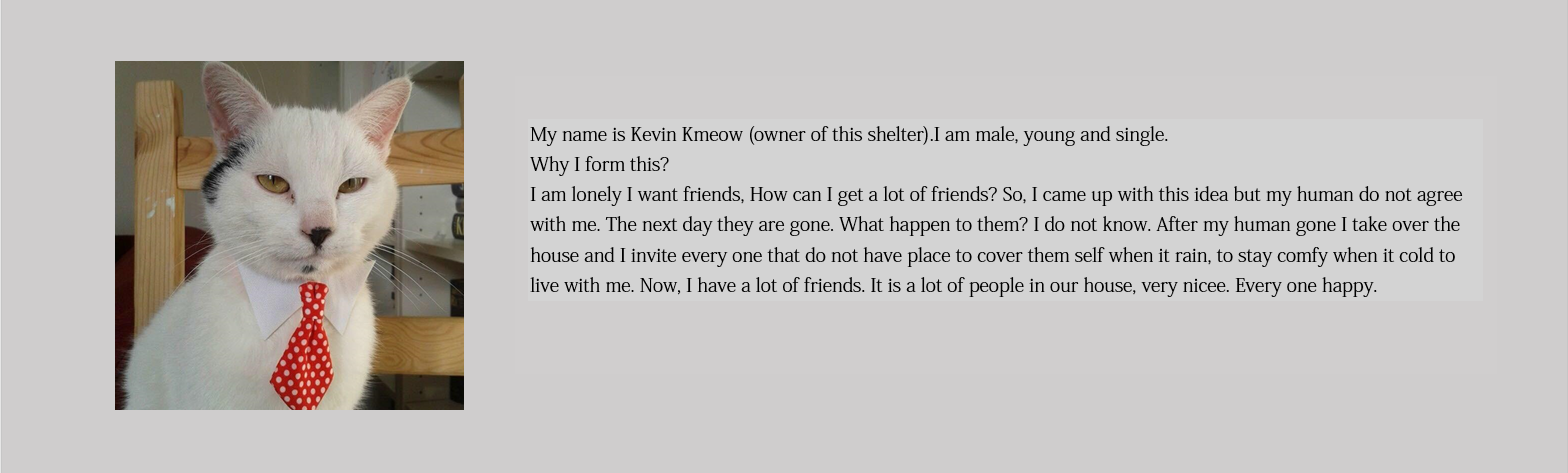 My name is Kevin Kmeow (owner of this shelter).I am male, young and single.
Why I form this?
I am lonely I want friends, How can I get a lot of friends? So, I came up with this idea but my human do not agree
with me. The next day they are gone. What happen to them? I do not know. After my human gone I take over the
house and I invite every one that do not have place to cover them self when it rain, to stay comfy when it cold to
live with me. Now, I have a lot of friends. It is a lot of people in our house, very nicee. Every one happy.